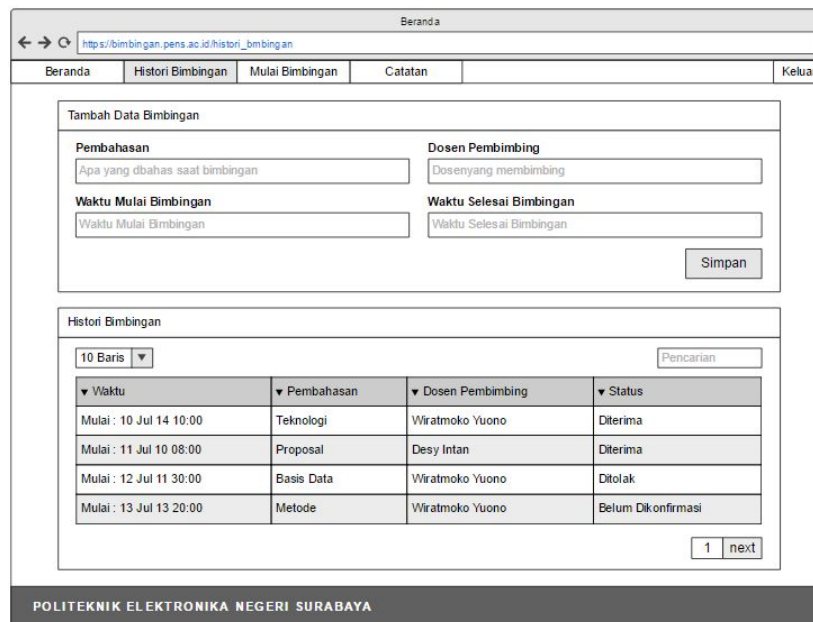 Beranda
https://bimbingan.pens.ac.id/histori_bmbingan
Beranda Histori Bimbingan Mulai Bimbingan Catatan Keluar
Tambah Data Bimbingan
Pembahasan Dosen Pembimbing
Apa yang dbahas saat bimbingan Dosenyang membimbing
Waktu Mulai Bimbingan Waktu Selesai Bimbingan
Waktu Mulai Bimbingan Waktu Selesai Bimbingan
Simpan
Histori Bimbingan
10 Baris ▼ Pencarian
▼ Waktu ▼ Pembahasan ▼ Dosen Pembimbing ▼ Status
Mulai : 10 Jul 14 10:00 Teknologi Wiratmoko Yuono Diterima
Mulai : 11 Jul 10 08:00 Proposal Desy Intan Diterima
Mulai : 12 Jul 11 30:00 Basis Data Wiratmoko Yuono Ditolak
Mulai : 13 Jul 13 20:00 Metode Wiratmoko Yuono Belum Dikonfirmasi
1 next
POLITEKNIK ELEKTRONIKA NEGERI SURABAYA